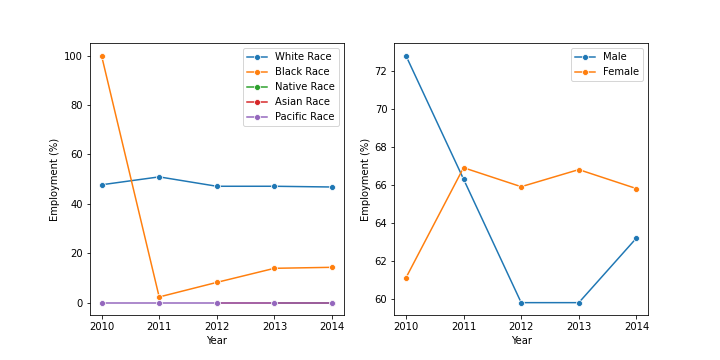 100
80
60
40
20
0
Employment (%)
2010 2011 2012 2013 2014
Year
White Race
Black Race
Native Race
Asian Race
Pacific Race
72
70
68
66
64
62
60
Employment (%)
2010 2011 2012 2013 2014
Year
Male
Female